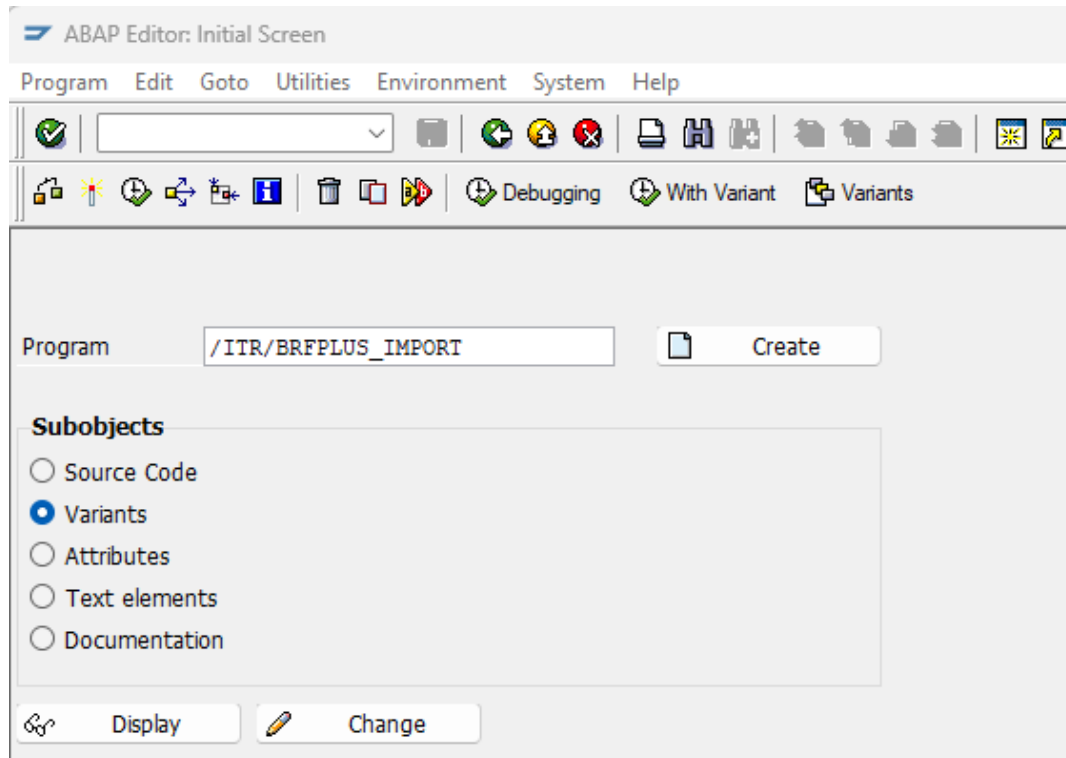 ABAP Editor: Initial Screen
Program Edit Goto Utilities Environment System Help
Debugging With Variant Variants
Program /ITR/BRFPLUS_IMPORT Create
Subobjects
Source Code
Variants
Attributes
Text elements
Documentation
Display Change